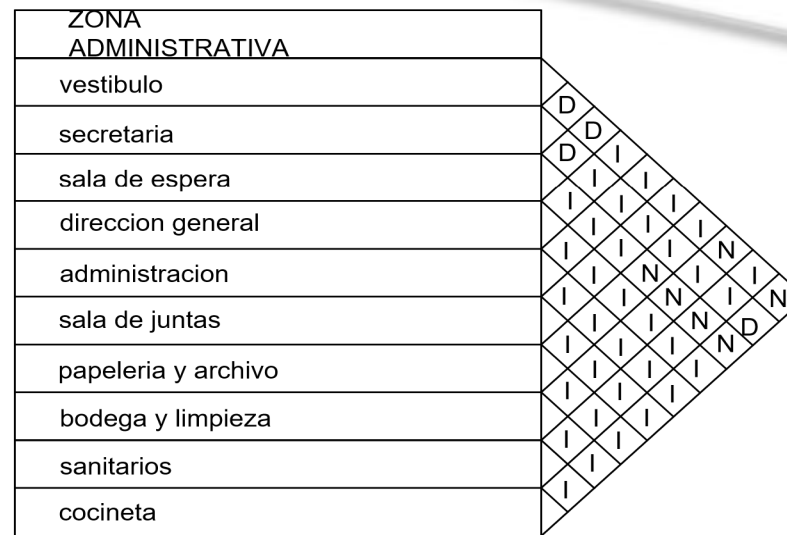 ZONA
ADMINISTRATIVA
vestibulo
secretaria
sala de espera
direccion general
administracion
sala de juntas
papeleria y archivo
bodega y limpieza
sanitarios
cocineta
D
D
D I
I I
I I I
I I I
I I I N
I N I I
I I N I N
I I N D
I I I N
I I I
I I I
I I
I I
I
I